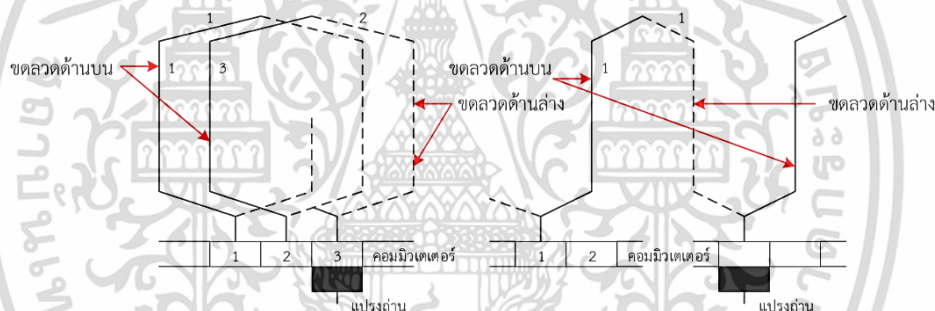 1 2 1
ขดลวดด้านบน 1 3 ขดลวดด้านบน 1
ขดลวดด้านล่าง ขดลวดด้านล่าง
1 2 3 คอมมิวเตเตอร์ 1 2 คอมมิวเตเตอร์
แปรงถ่าน แปรงถ่าน